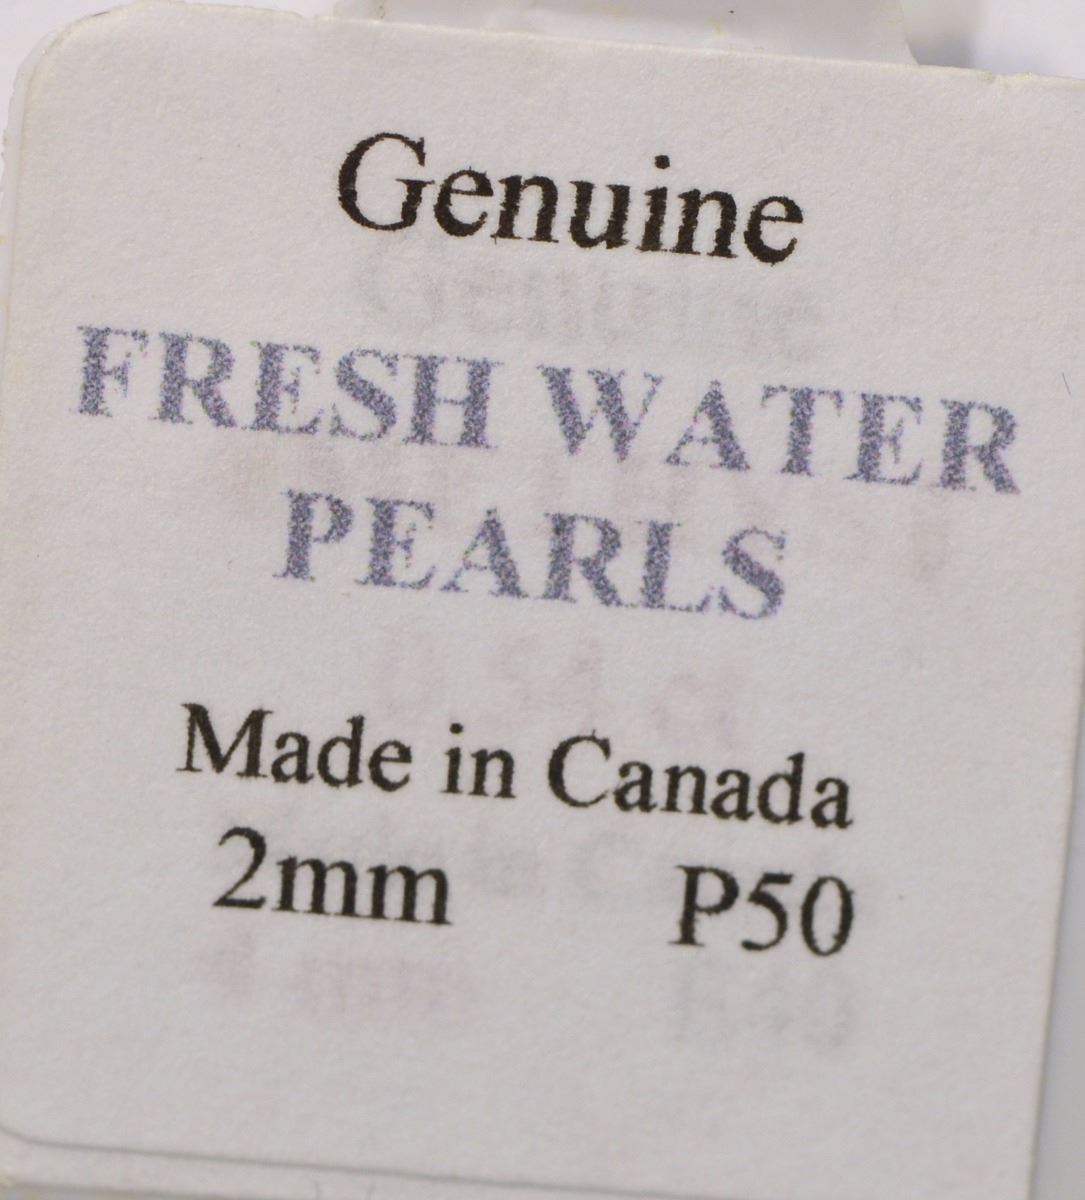 Genuine
FRESH WATER
PEARLS
Made in Canada
2mm P50